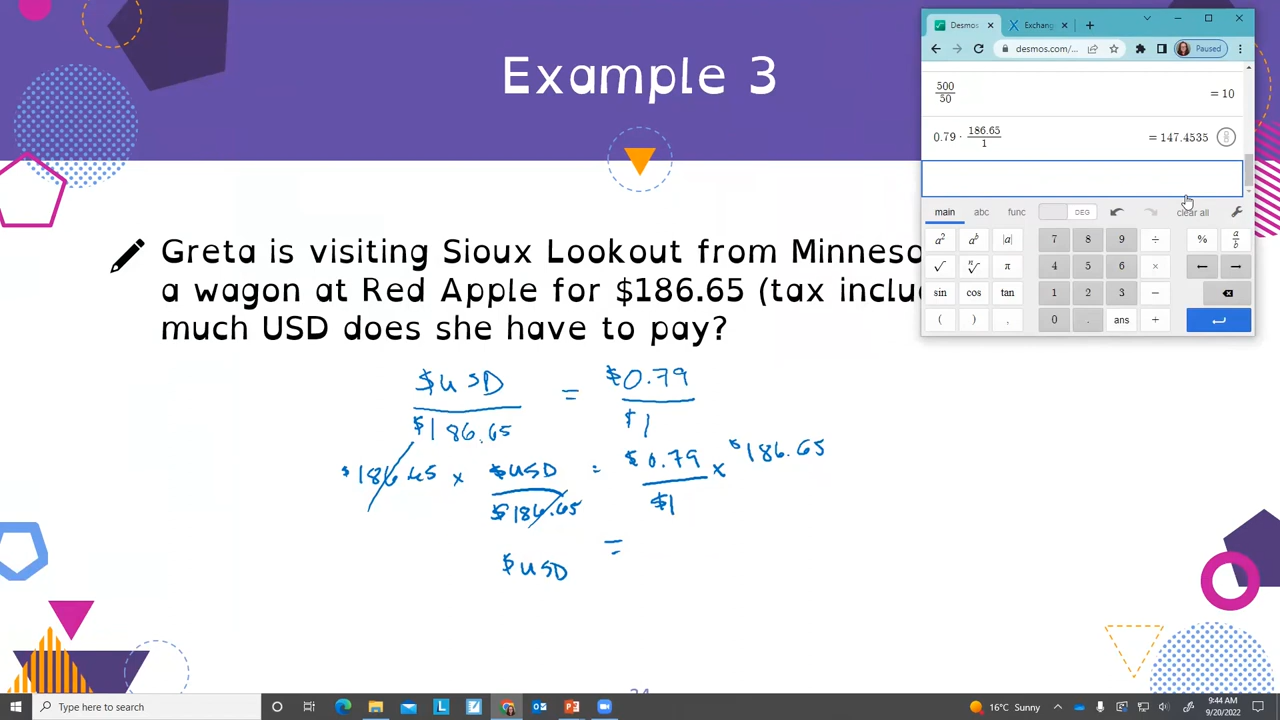 Example 3
Greta is visiting Sioux Lookout from Minneso
a wagon at Red Apple for $186.65 (tax inclu
much USD does she have to pay?
$USD = $0.79
$186.65 $1
$186.65 x $USD = $0.79 x $186.65
$186.65 $1
$USD =
Desmos
Exchang
Paused
desmos.com/...
500
50
= 10
0.79 · 186.65
1
= 147.4535
main abc func DEG clear all
a² aᵇ |a| 7 8 9 ÷ % a/b
√ ⁿ√ π 4 5 6 × ← →
sin cos tan 1 2 3 −
( ) , 0 . ans +
Type here to search
16°C Sunny
9:44 AM
9/20/2022